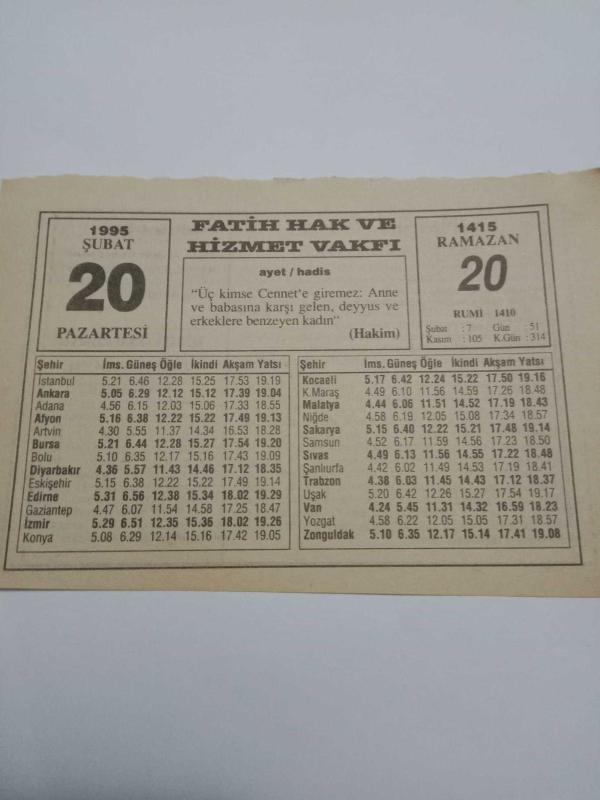 1995
ŞUBAT
20
PAZARTESİ
FATİH HAK VE
HİZMET VAKFI
ayet / hadis
"Üç kimse Cennet'e giremez: Anne
ve babasına karşı gelen, deyyus ve
erkeklere benzeyen kadın"
(Hakim)
1415
RAMAZAN
20
RUMİ 1410
Şubat : 7 Gün : 51
Kasım : 105 K.Gün : 314
Şehir İms. Güneş Öğle İkindi Akşam Yatsı
İstanbul 5.21 6.46 12.28 15.25 17.53 19.19
Ankara 5.05 6.29 12.12 15.12 17.39 19.04
Adana 4.56 6.15 12.03 15.06 17.33 18.55
Afyon 5.16 6.38 12.22 15.22 17.49 19.13
Artvin 4.30 5.55 11.37 14.34 16.53 18.28
Bursa 5.21 6.44 12.28 15.27 17.54 19.20
Bolu 5.10 6.35 12.17 15.16 17.43 19.09
Diyarbakır 4.36 5.57 11.43 14.46 17.12 18.35
Eskişehir 5.15 6.38 12.22 15.22 17.49 19.14
Edirne 5.31 6.56 12.38 15.34 18.02 19.29
Gaziantep 4.47 6.07 11.54 14.58 17.25 18.47
İzmir 5.29 6.51 12.35 15.36 18.02 19.26
Konya 5.08 6.29 12.14 15.16 17.42 19.05
Şehir İms. Güneş Öğle İkindi Akşam Yatsı
Kocaeli 5.17 6.42 12.24 15.22 17.50 19.16
K.Maraş 4.49 6.10 11.56 14.59 17.26 18.48
Malatya 4.44 6.06 11.51 14.52 17.19 18.43
Niğde 4.58 6.19 12.05 15.08 17.34 18.57
Sakarya 5.15 6.40 12.22 15.21 17.48 19.14
Samsun 4.52 6.17 11.59 14.56 17.23 18.50
Sıvas 4.49 6.13 11.56 14.55 17.22 18.48
Şanlıurfa 4.42 6.02 11.49 14.53 17.19 18.41
Trabzon 4.38 6.03 11.45 14.43 17.12 18.37
Uşak 5.20 6.42 12.26 15.27 17.54 19.17
Van 4.24 5.45 11.31 14.32 16.59 18.23
Yozgat 4.58 6.22 12.05 15.05 17.31 18.57
Zonguldak 5.10 6.35 12.17 15.14 17.41 19.08